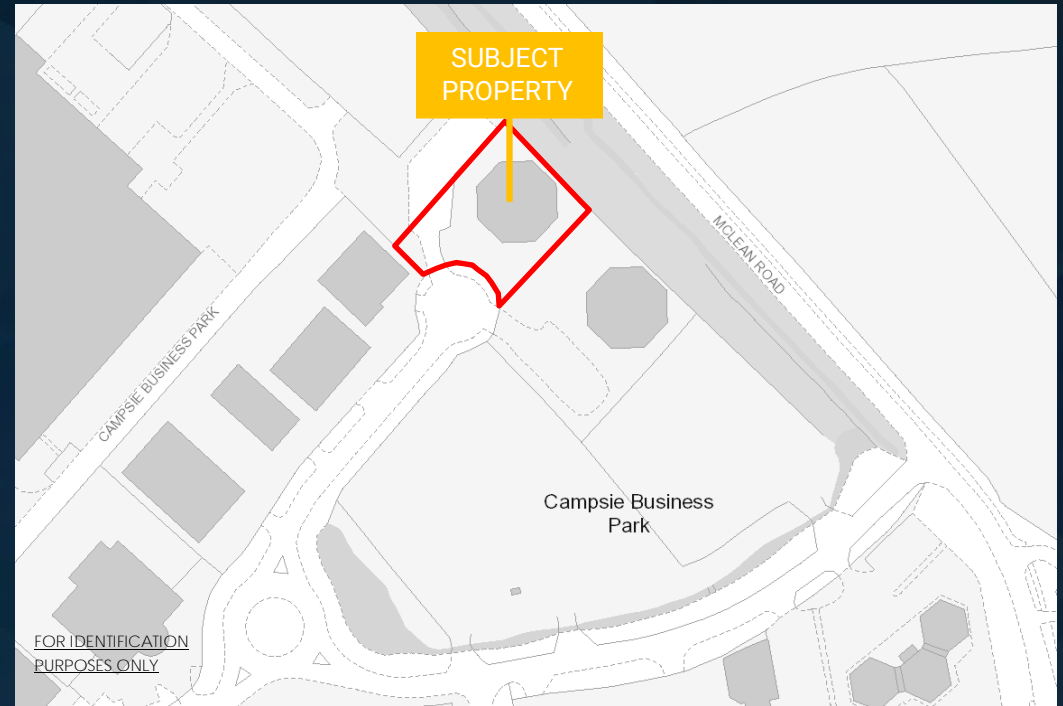 SUBJECT
PROPERTY
MCLEAN ROAD
CAMPSIE BUSINESS PARK
Campsie Business
Park
FOR IDENTIFICATION
PURPOSES ONLY